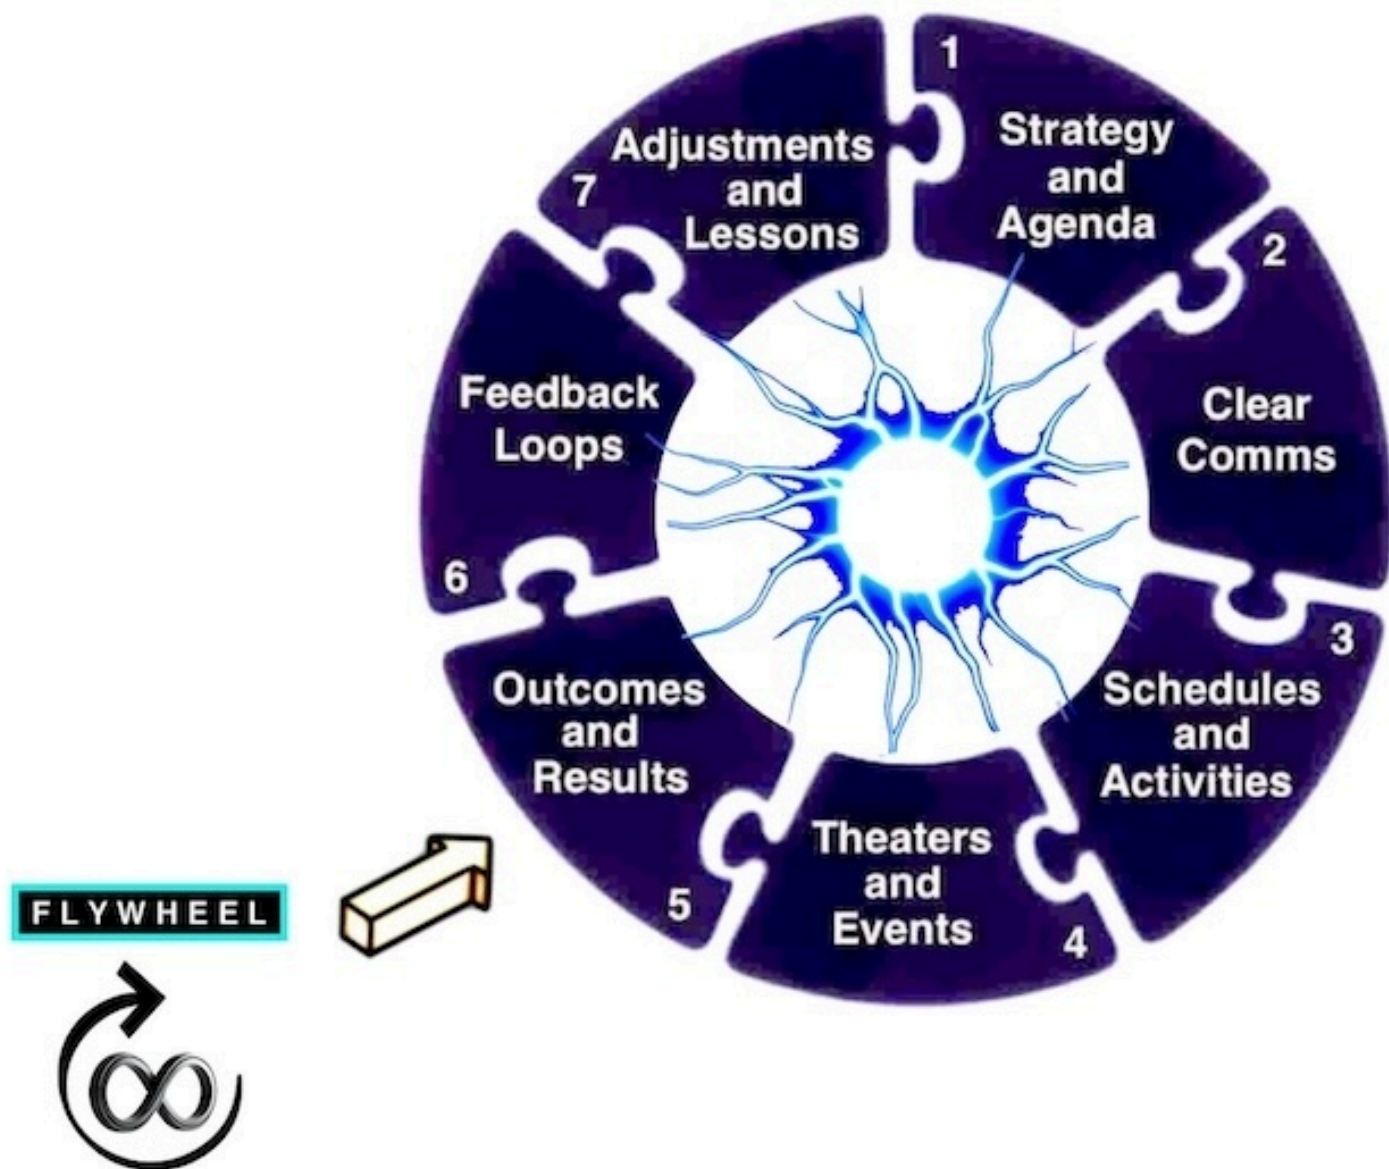 1
Strategy
and
Agenda
2
Clear
Comms
3
Schedules
and
Activities
4
Theaters
and
Events
5
Outcomes
and
Results
6
Feedback
Loops
7
Adjustments
and
Lessons
FLYWHEEL